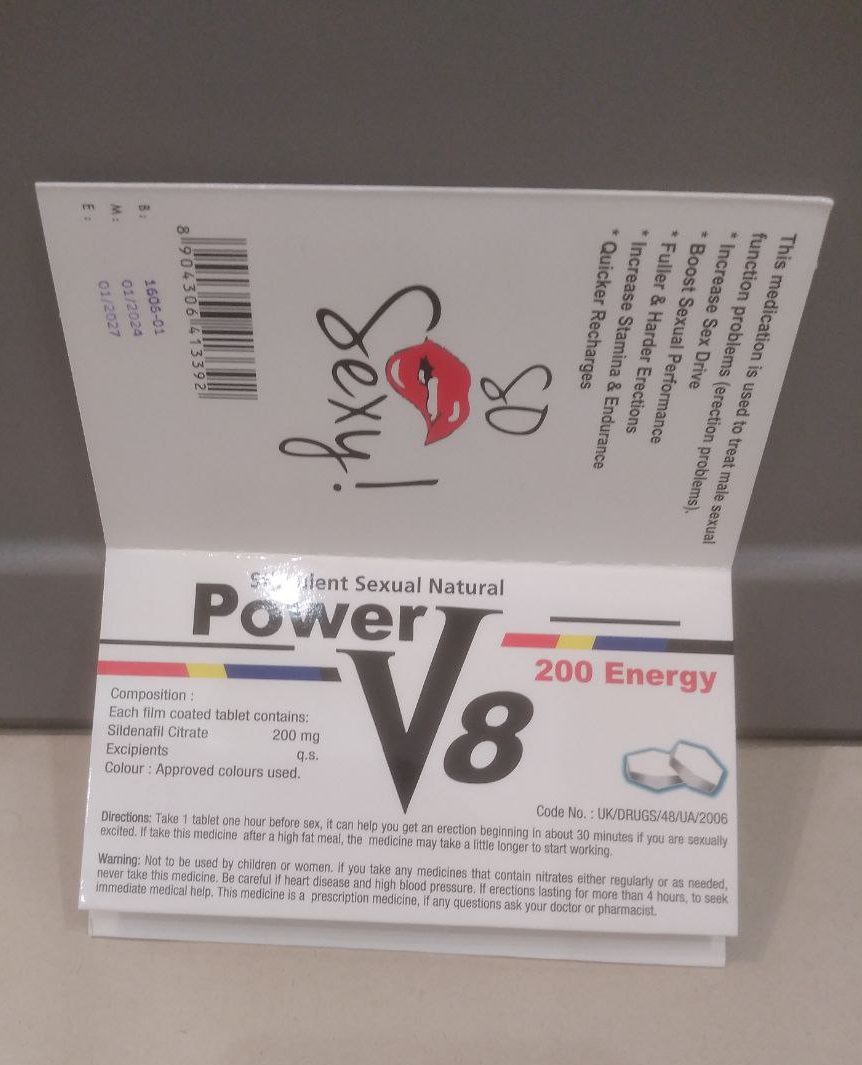 This medication is used to treat male sexual
function problems (erection problems).
* Increase Sex Drive
* Boost Sexual Performance
* Fuller & Harder Erections
* Increase Stamina & Endurance
* Quicker Recharges
so
Sexy!
8 904306 413392
B: 1606-01
M: 01/2024
E: 01/2027
Sexual Natural
Power
V8
200 Energy
Composition :
Each film coated tablet contains:
Sildenafil Citrate 200 mg
Excipients q.s.
Colour : Approved colours used.
Code No. : UK/DRUGS/48/UA/2006
Directions: Take 1 tablet one hour before sex, it can help you get an erection beginning in about 30 minutes if you are sexually
excited. If take this medicine after a high fat meal, the medicine may take a little longer to start working.
Warning: Not to be used by children or women. if you take any medicines that contain nitrates either regularly or as needed,
never take this medicine. Be careful if heart disease and high blood pressure. If erections lasting for more than 4 hours, to seek
immediate medical help. This medicine is a prescription medicine, if any questions ask your doctor or pharmacist.